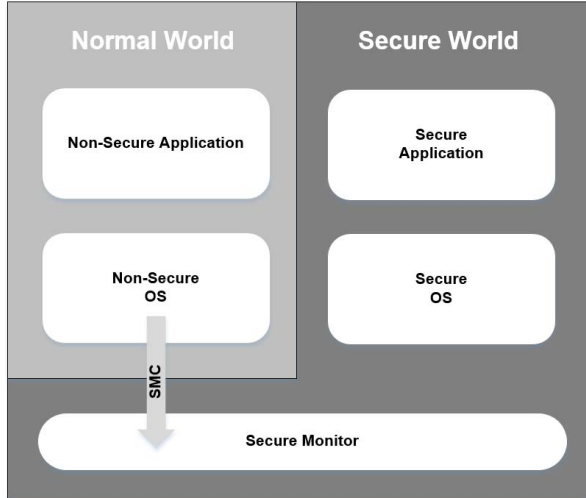 Normal World
Secure World
Non-Secure Application
Secure
Application
Non-Secure
OS
Secure
OS
SMC
Secure Monitor